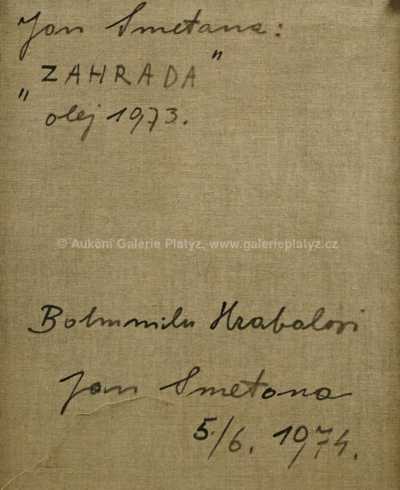 Jan Smetana:
„ZAHRADA"
olej 1973.
© Aukční Galerie Platýz, www.galerieplatyz.cz
Bohumilu Hrabalovi
Jan Smetana
5./6. 1974.